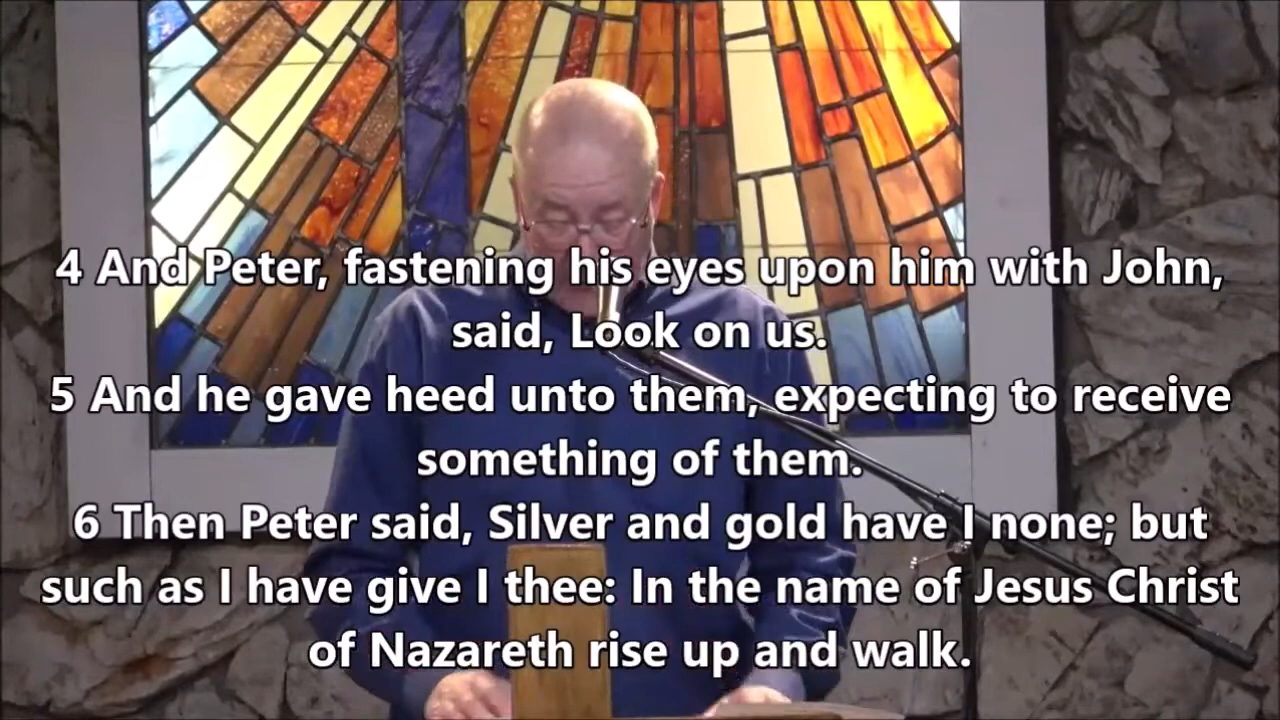 4 And Peter, fastening his eyes upon him with John,
said, Look on us.
5 And he gave heed unto them, expecting to receive
something of them.
6 Then Peter said, Silver and gold have I none; but
such as I have give I thee: In the name of Jesus Christ
of Nazareth rise up and walk.